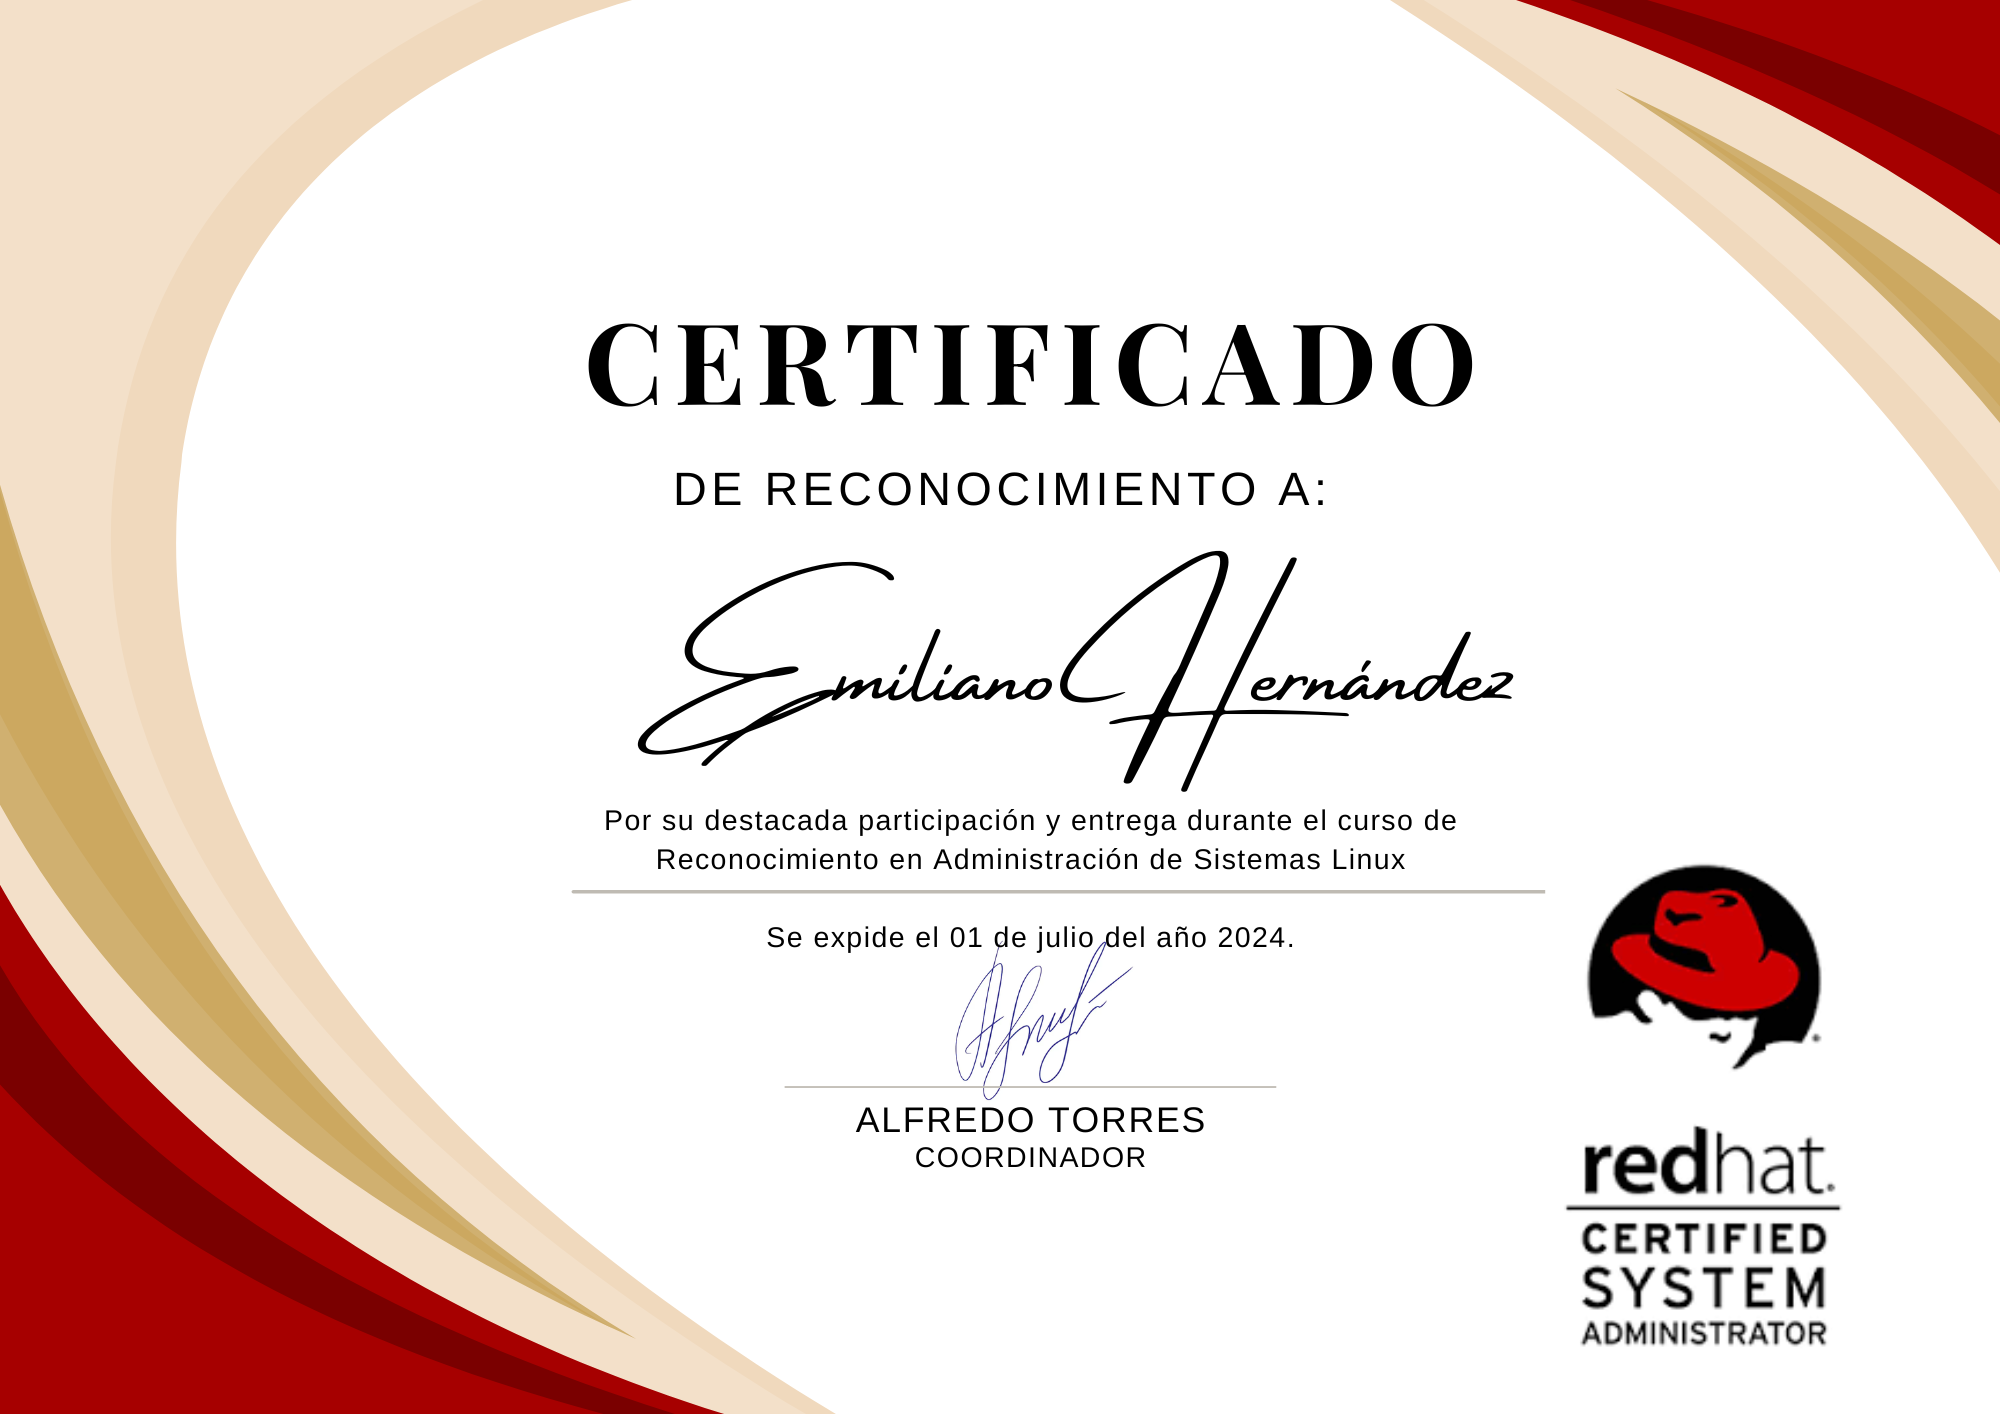 CERTIFICADO
DE RECONOCIMIENTO A:
Emiliano Hernández
Por su destacada participación y entrega durante el curso de
Reconocimiento en Administración de Sistemas Linux
Se expide el 01 de julio del año 2024.
ALFREDO TORRES
COORDINADOR
redhat.
CERTIFIED
SYSTEM
ADMINISTRATOR